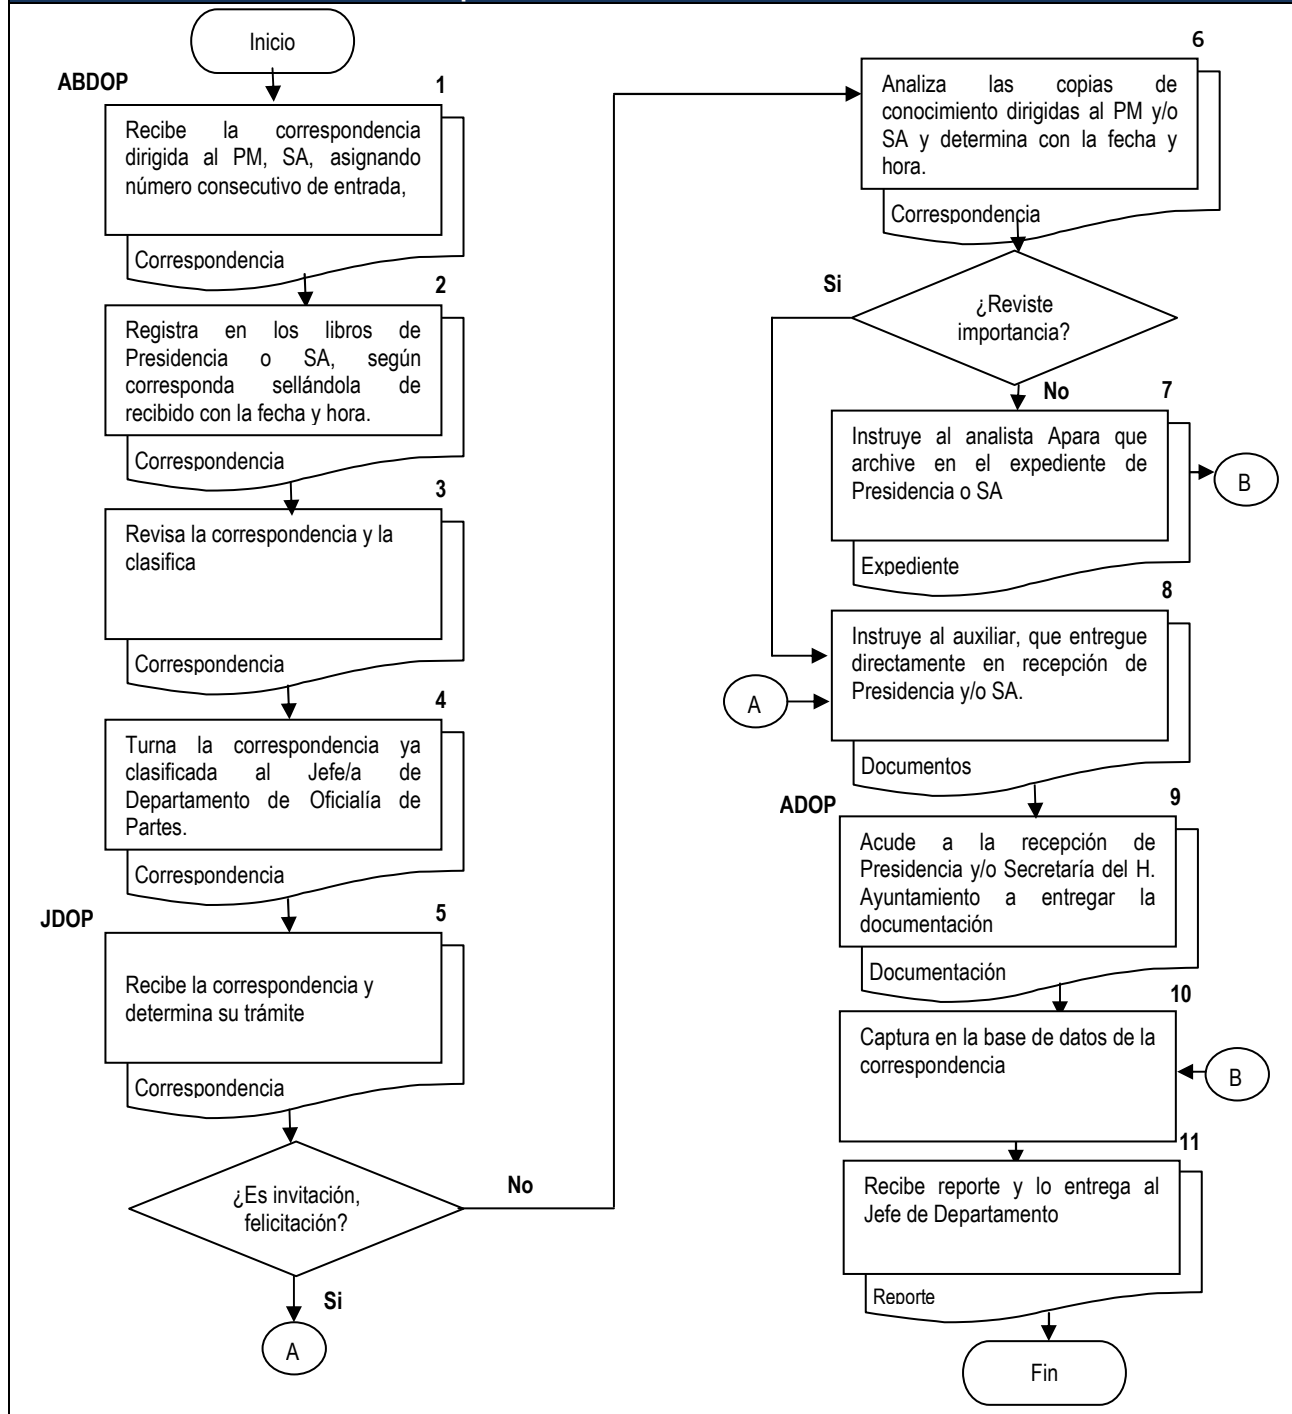 Inicio
ABDOP
1
Recibe la correspondencia
dirigida al PM, SA, asignando
número consecutivo de entrada,
Correspondencia
2
Registra en los libros de
Presidencia o SA, según
corresponda sellándola de
recibido con la fecha y hora.
Correspondencia
3
Revisa la correspondencia y la
clasifica
Correspondencia
4
Turna la correspondencia ya
clasificada al Jefe/a de
Departamento de Oficialía de
Partes.
Correspondencia
JDOP
5
Recibe la correspondencia y
determina su trámite
Correspondencia
¿Es invitación,
felicitación?
No
Si
A
6
Analiza las copias de
conocimiento dirigidas al PM y/o
SA y determina con la fecha y
hora.
Correspondencia
Si
¿Reviste
importancia?
No
7
Instruye al analista Apara que
archive en el expediente de
Presidencia o SA
B
Expediente
8
Instruye al auxiliar, que entregue
directamente en recepción de
Presidencia y/o SA.
A
Documentos
ADOP
9
Acude a la recepción de
Presidencia y/o Secretaría del H.
Ayuntamiento a entregar la
documentación
Documentación
10
Captura en la base de datos de la
correspondencia
B
11
Recibe reporte y lo entrega al
Jefe de Departamento
Reporte
Fin